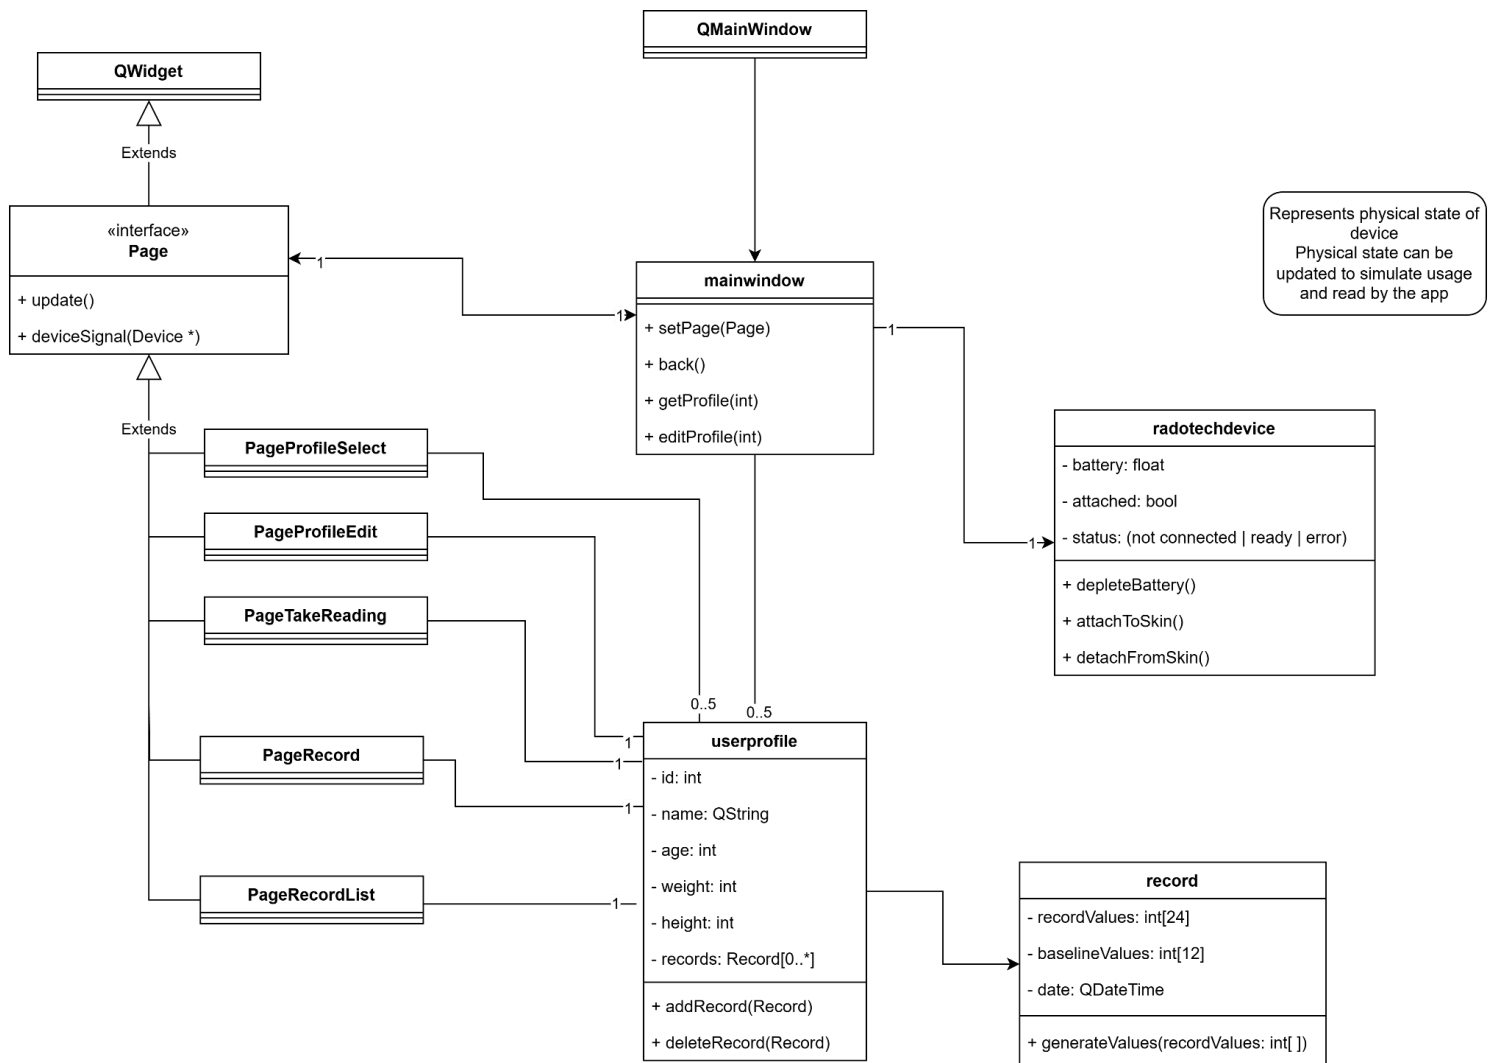 QMainWindow
QWidget
Extends
«interface»
Page
+ update()
+ deviceSignal(Device *)
1
1
mainwindow
+ setPage(Page)
+ back()
+ getProfile(int)
+ editProfile(int)
1
Represents physical state of
device
Physical state can be
updated to simulate usage
and read by the app
radotechdevice
- battery: float
- attached: bool
- status: (not connected | ready | error)
+ depleteBattery()
+ attachToSkin()
+ detachFromSkin()
1
Extends
PageProfileSelect
PageProfileEdit
PageTakeReading
PageRecord
PageRecordList
0..5
0..5
1
1
1
1
userprofile
- id: int
- name: QString
- age: int
- weight: int
- height: int
- records: Record[0..*]
+ addRecord(Record)
+ deleteRecord(Record)
record
- recordValues: int[24]
- baselineValues: int[12]
- date: QDateTime
+ generateValues(recordValues: int[ ])